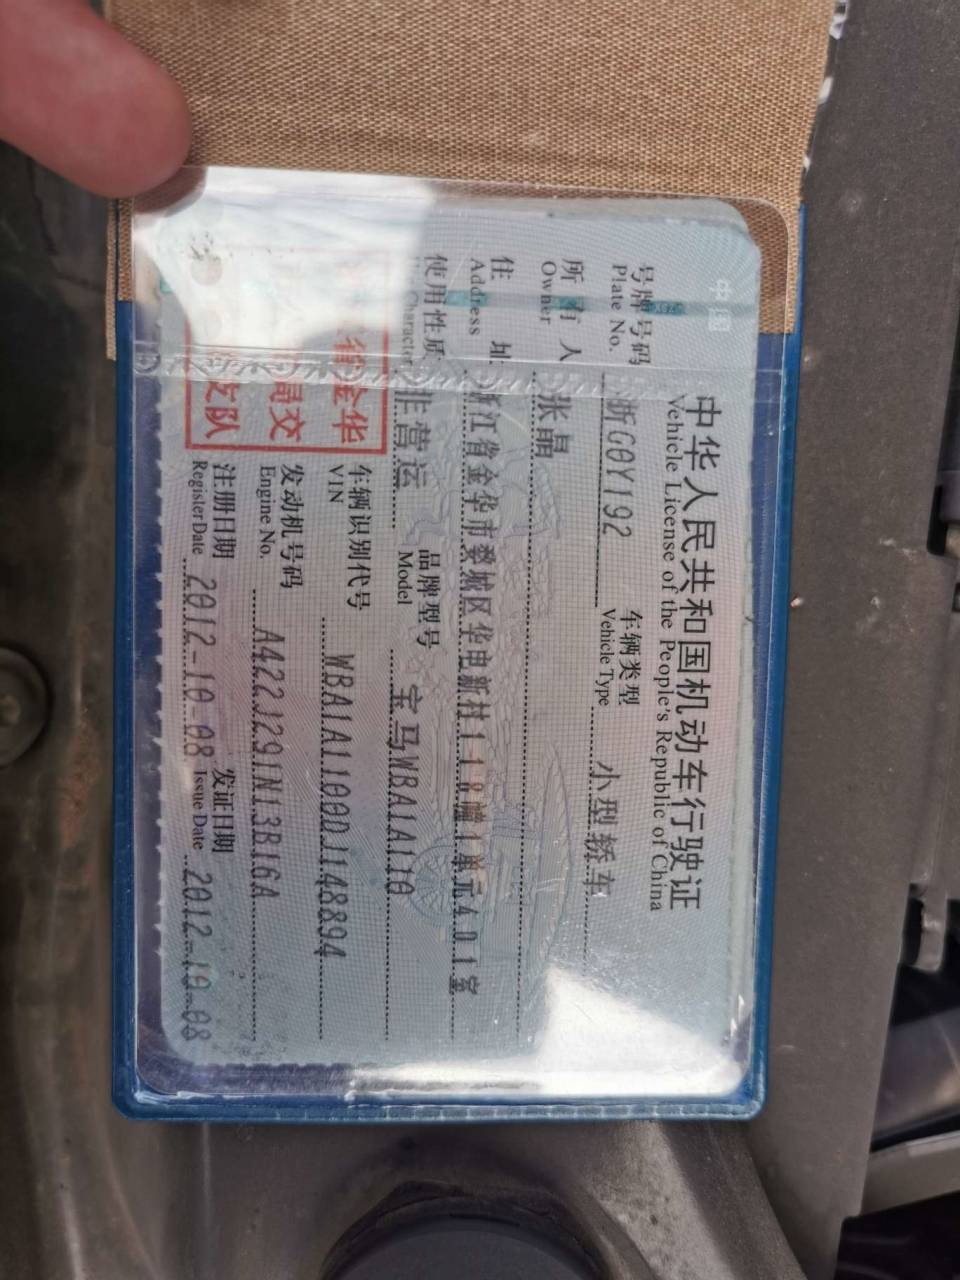 中华人民共和国机动车行驶证
Vehicle License of the People's Republic of China
号牌号码 浙G0Y192 车辆类型 小型轿车
Plate No. Vehicle Type
所有人 张晶
Owner
住址 浙江省金华市婺城区华电新村118幢1单元401室
Address
使用性质 非营运 品牌型号 宝马WBA1A110
Character Model
车辆识别代号 WBA1A1100DJ148894
VIN
发动机号码 A422J291N13B16A
Engine No.
注册日期 2012-10-08 发证日期 2012-10-08
Register Date Issue Date
省金华
局交
支队
中国